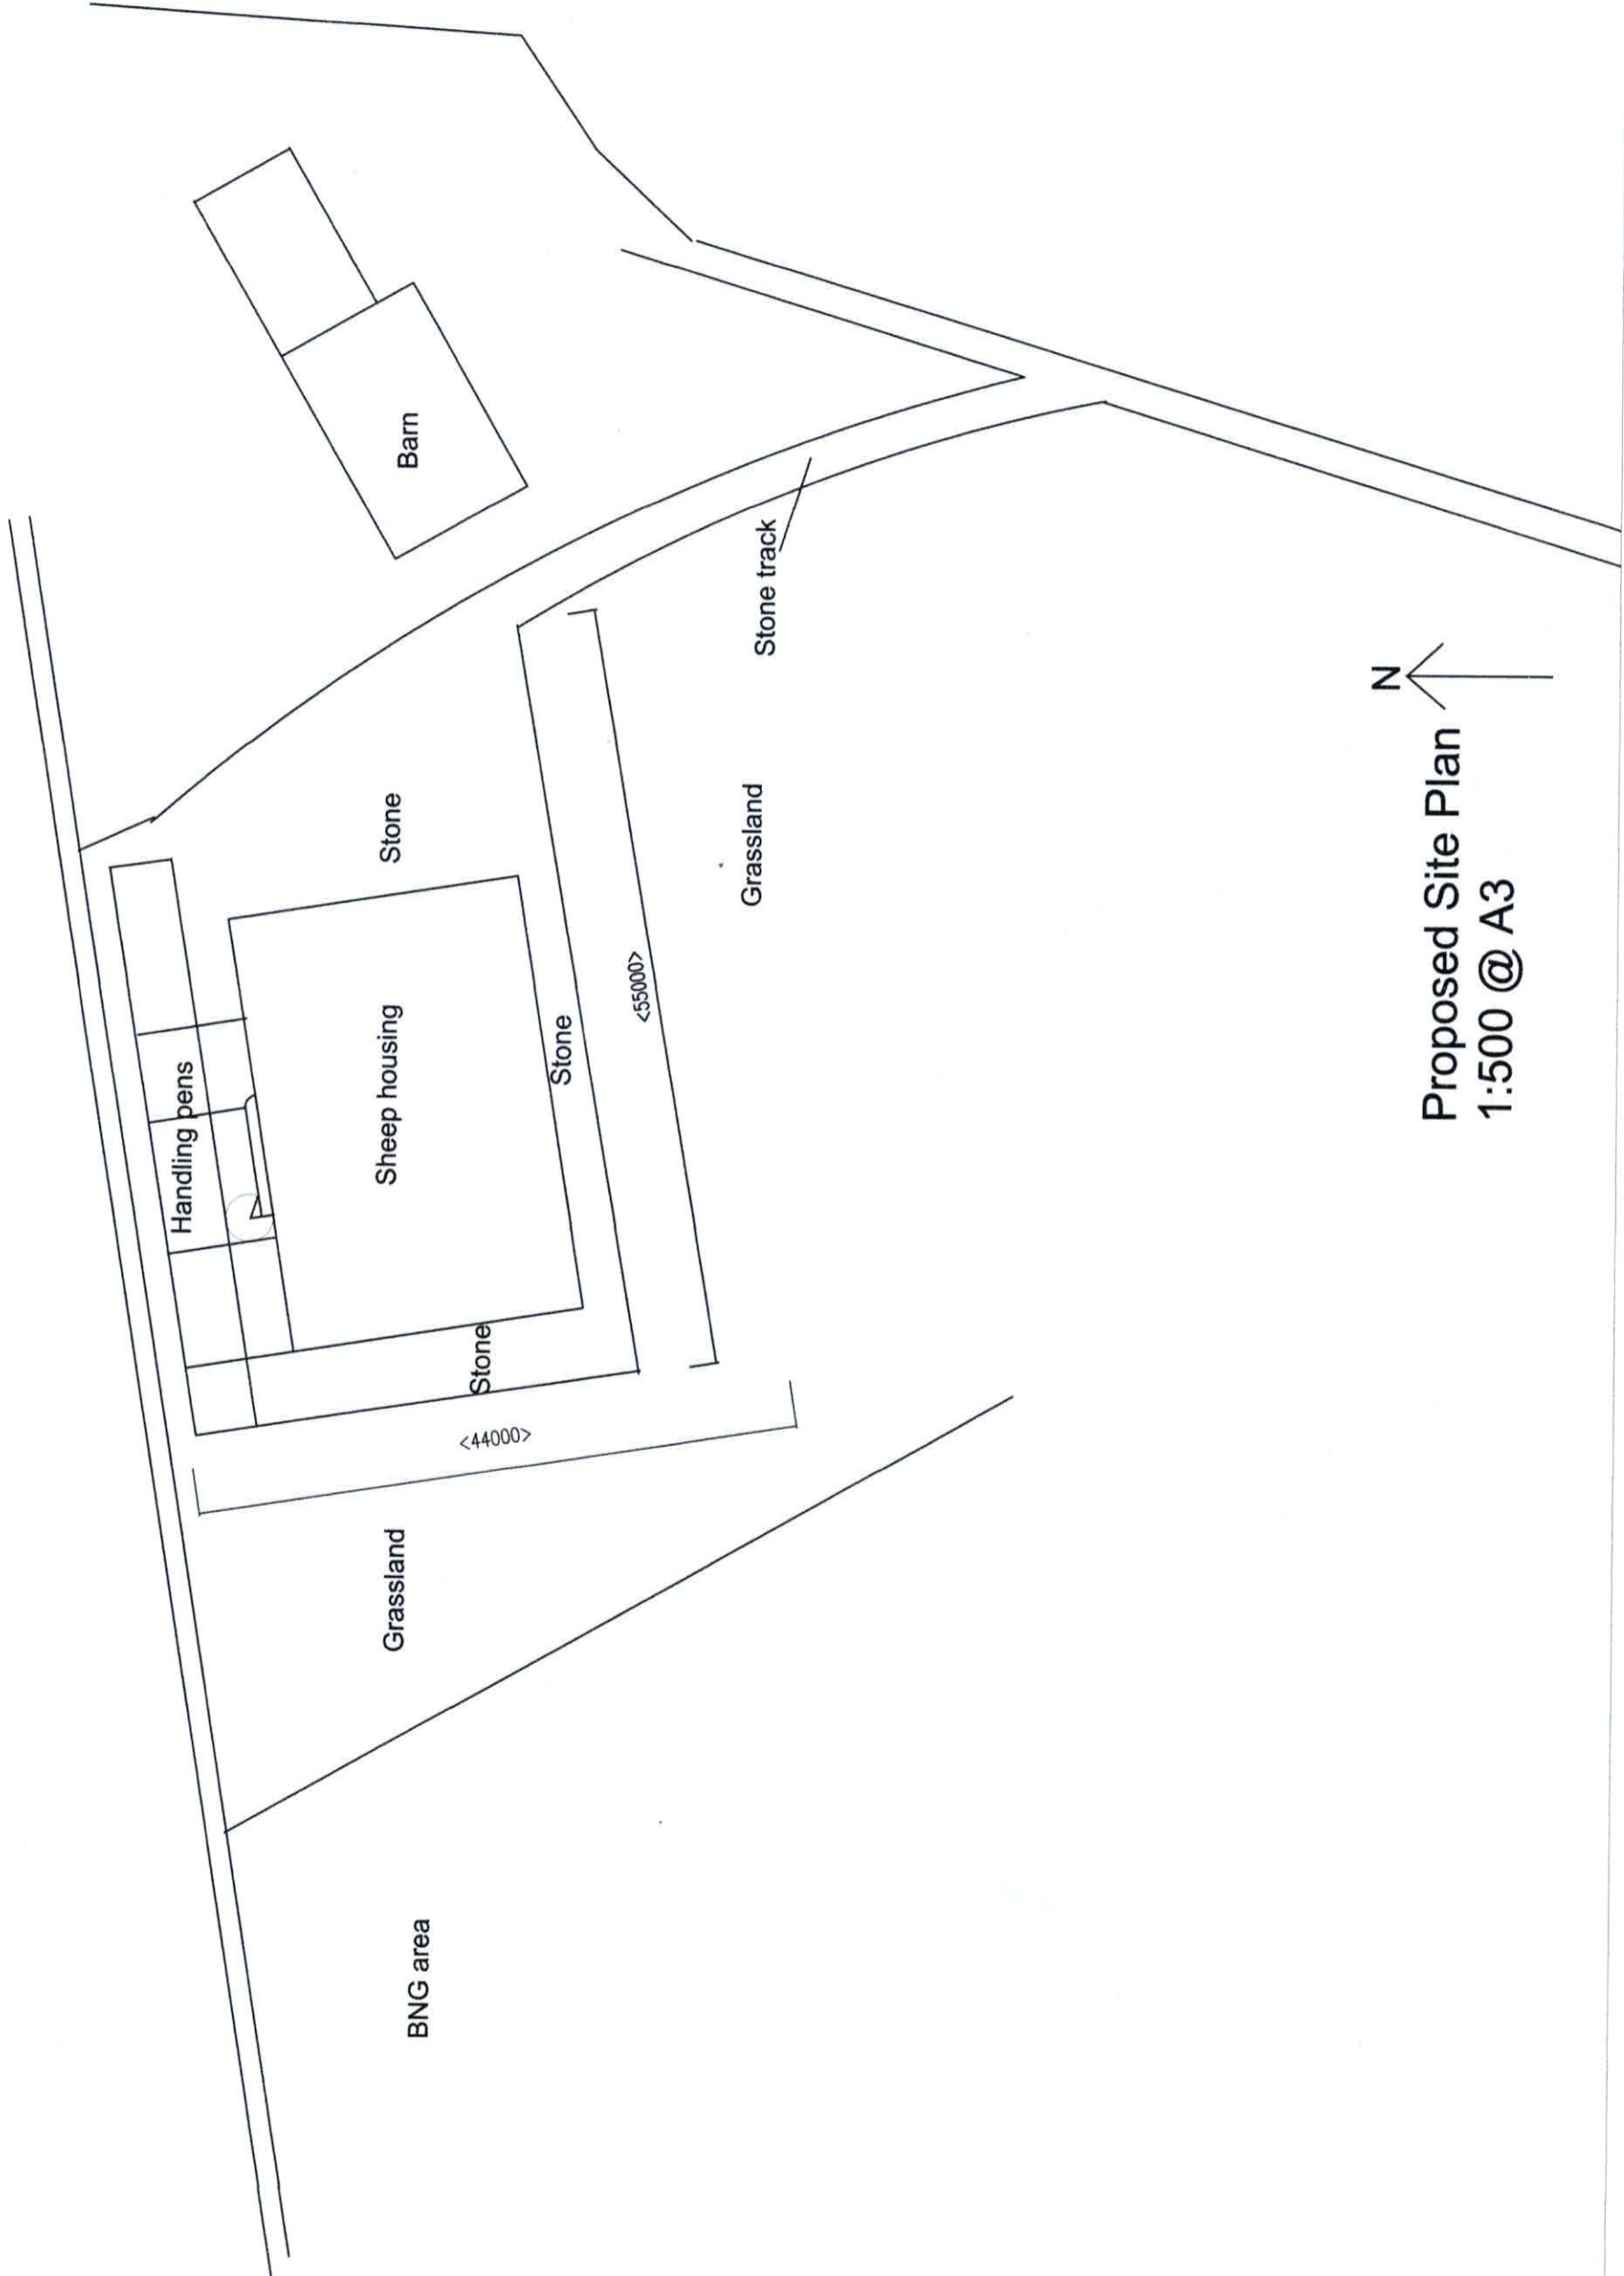 Barn
Stone track
Stone
Grassland
Handling pens
Sheep housing
Stone
<55000>
Stone
<44000>
Grassland
BNG area
N
Proposed Site Plan
1:500 @ A3